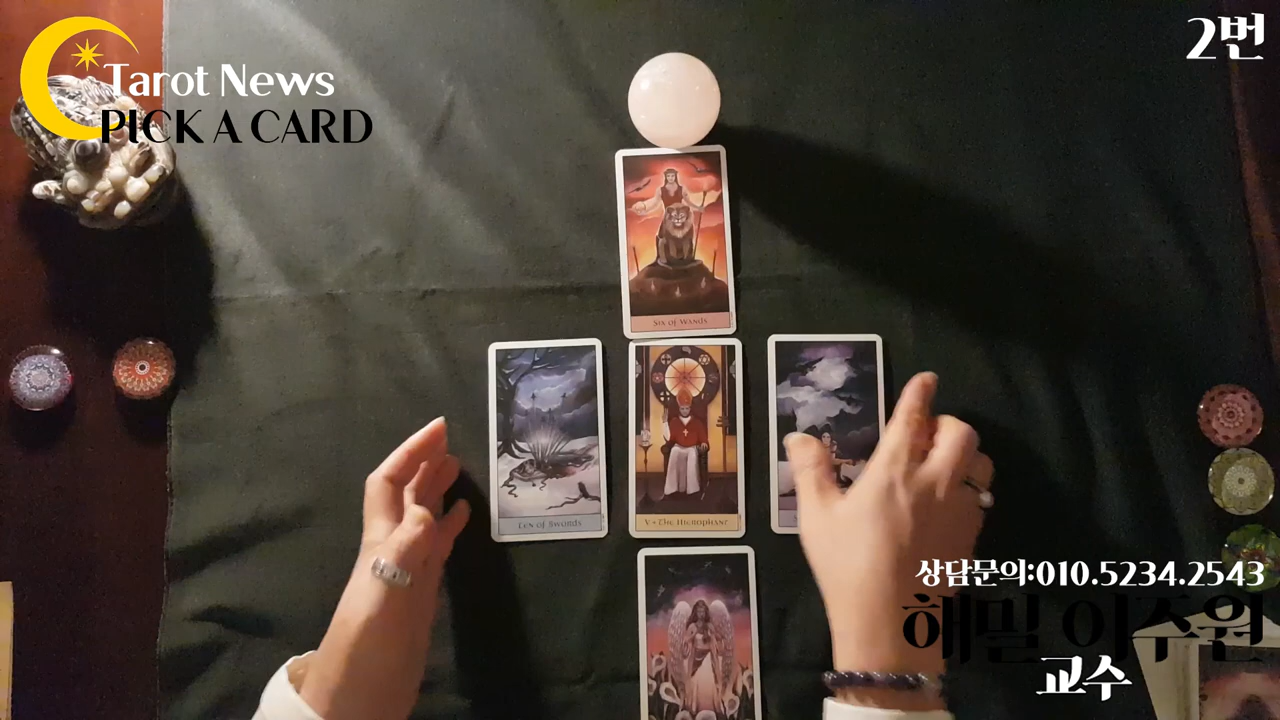 Tarot News
PICK A CARD
2번
Six of Wands
Ten of Swords
V • The Hierophant
상담문의:010.5234.2543
해밀 이주원
교수